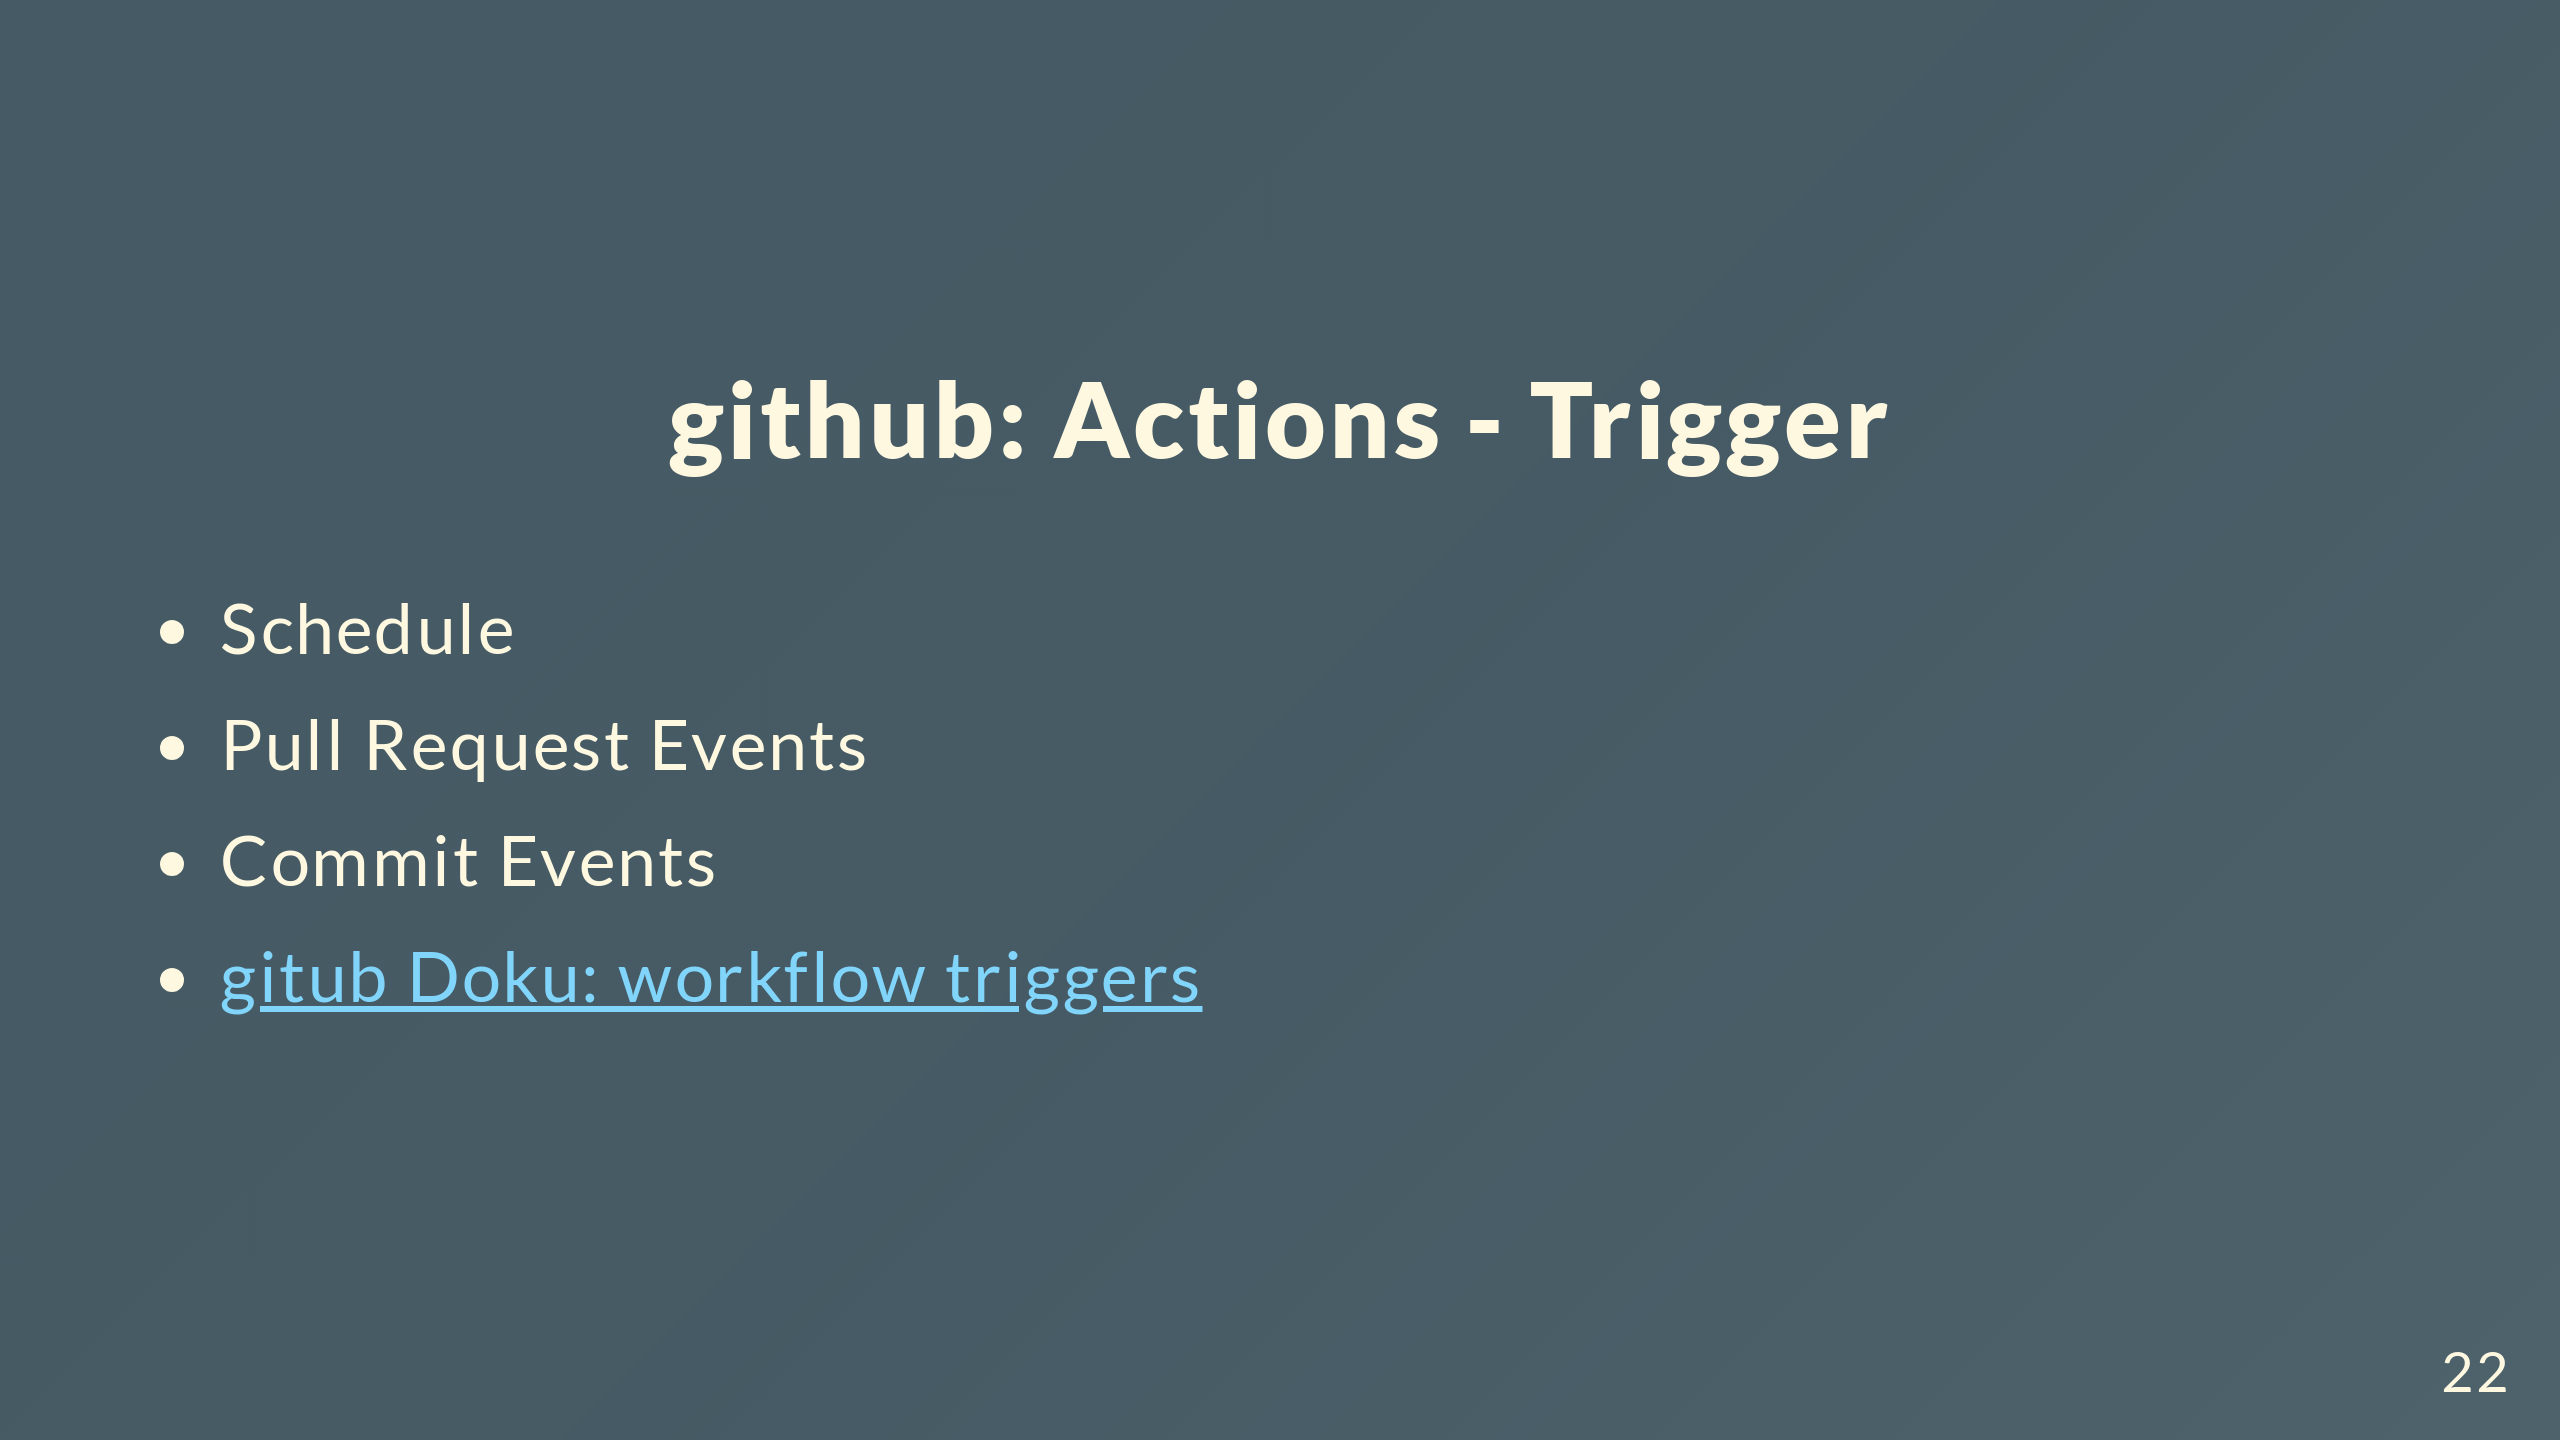 github: Actions - Trigger
Schedule
Pull Request Events
Commit Events
gitub Doku: workflow triggers
22